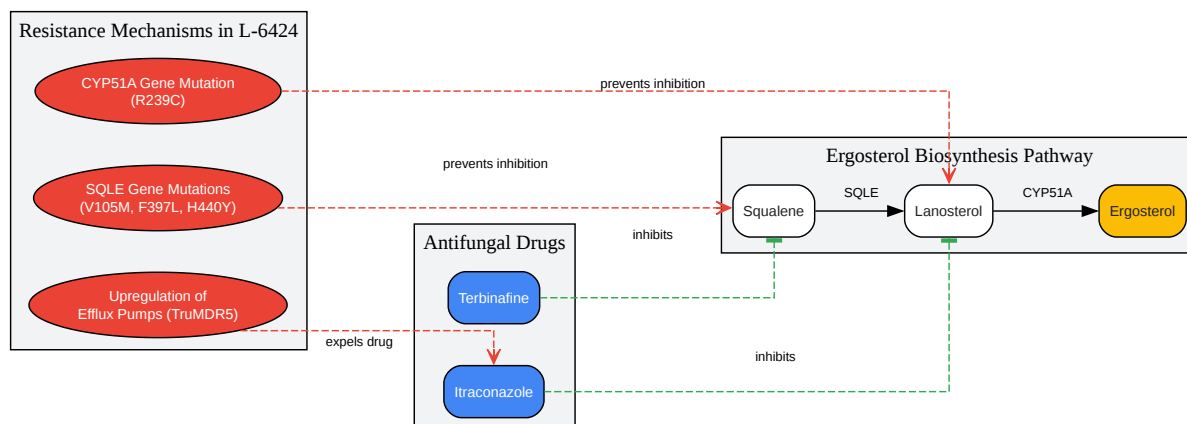 Resistance Mechanisms in L-6424
CYP51A Gene Mutation
(R239C)
SQLE Gene Mutations
(V105M, F397L, H440Y)
Upregulation of
Efflux Pumps (TruMDR5)
prevents inhibition
prevents inhibition
expels drug
Antifungal Drugs
Terbinafine
Itraconazole
inhibits
inhibits
Ergosterol Biosynthesis Pathway
Squalene
SQLE
Lanosterol
CYP51A
Ergosterol